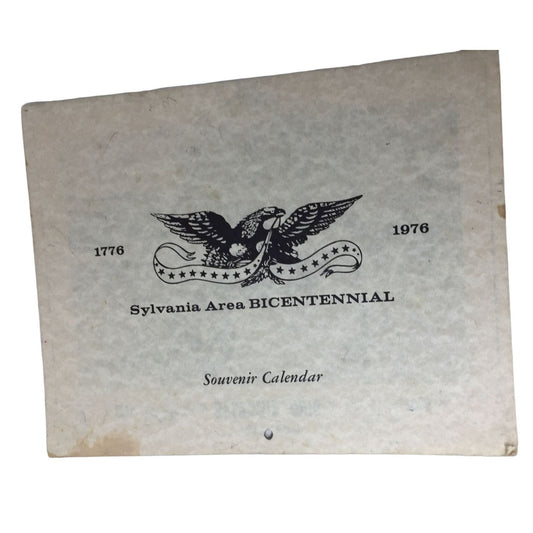 1776
1976
Sylvania Area BICENTENNIAL
Souvenir Calendar